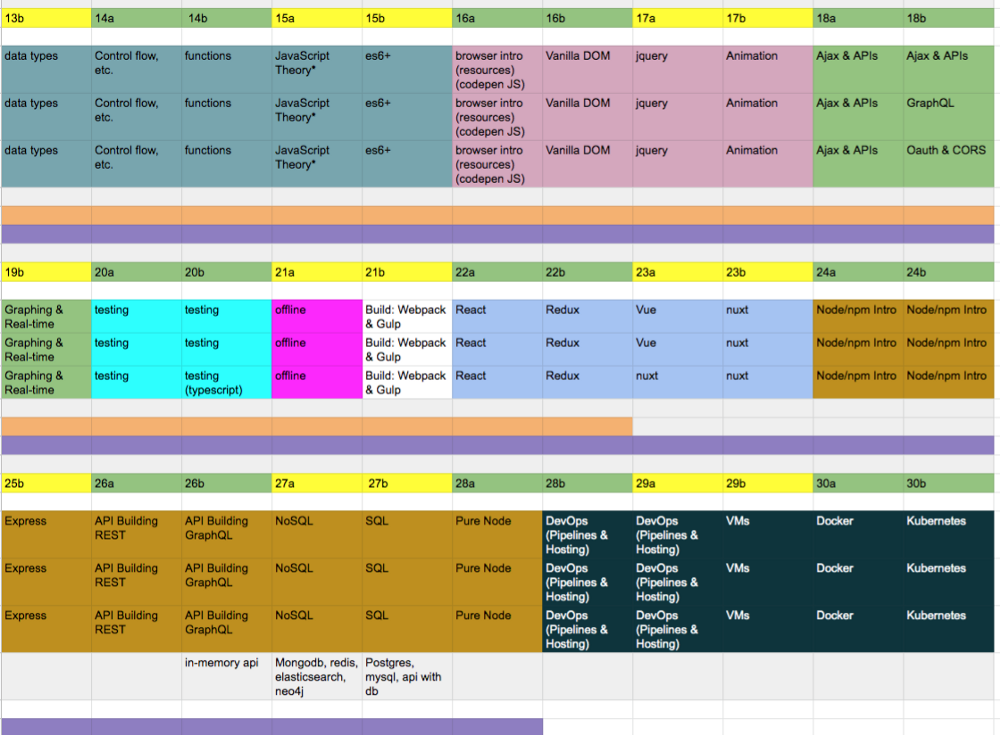 13b 14a 14b 15a 15b 16a 16b 17a 17b 18a 18b
data types Control flow, etc. functions JavaScript Theory* es6+ browser intro (resources) (codepen JS) Vanilla DOM jquery Animation Ajax & APIs Ajax & APIs
data types Control flow, etc. functions JavaScript Theory* es6+ browser intro (resources) (codepen JS) Vanilla DOM jquery Animation Ajax & APIs GraphQL
data types Control flow, etc. functions JavaScript Theory* es6+ browser intro (resources) (codepen JS) Vanilla DOM jquery Animation Ajax & APIs Oauth & CORS
19b 20a 20b 21a 21b 22a 22b 23a 23b 24a 24b
Graphing & Real-time testing testing offline Build: Webpack & Gulp React Redux Vue nuxt Node/npm Intro Node/npm Intro
Graphing & Real-time testing testing offline Build: Webpack & Gulp React Redux Vue nuxt Node/npm Intro Node/npm Intro
Graphing & Real-time testing testing (typescript) offline Build: Webpack & Gulp React Redux nuxt nuxt Node/npm Intro Node/npm Intro
25b 26a 26b 27a 27b 28a 28b 29a 29b 30a 30b
Express API Building REST API Building GraphQL NoSQL SQL Pure Node DevOps (Pipelines & Hosting) DevOps (Pipelines & Hosting) VMs Docker Kubernetes
Express API Building REST API Building GraphQL NoSQL SQL Pure Node DevOps (Pipelines & Hosting) DevOps (Pipelines & Hosting) VMs Docker Kubernetes
Express API Building REST API Building GraphQL NoSQL SQL Pure Node DevOps (Pipelines & Hosting) DevOps (Pipelines & Hosting) VMs Docker Kubernetes
in-memory api Mongodb, redis, elasticsearch, neo4j Postgres, mysql, api with db